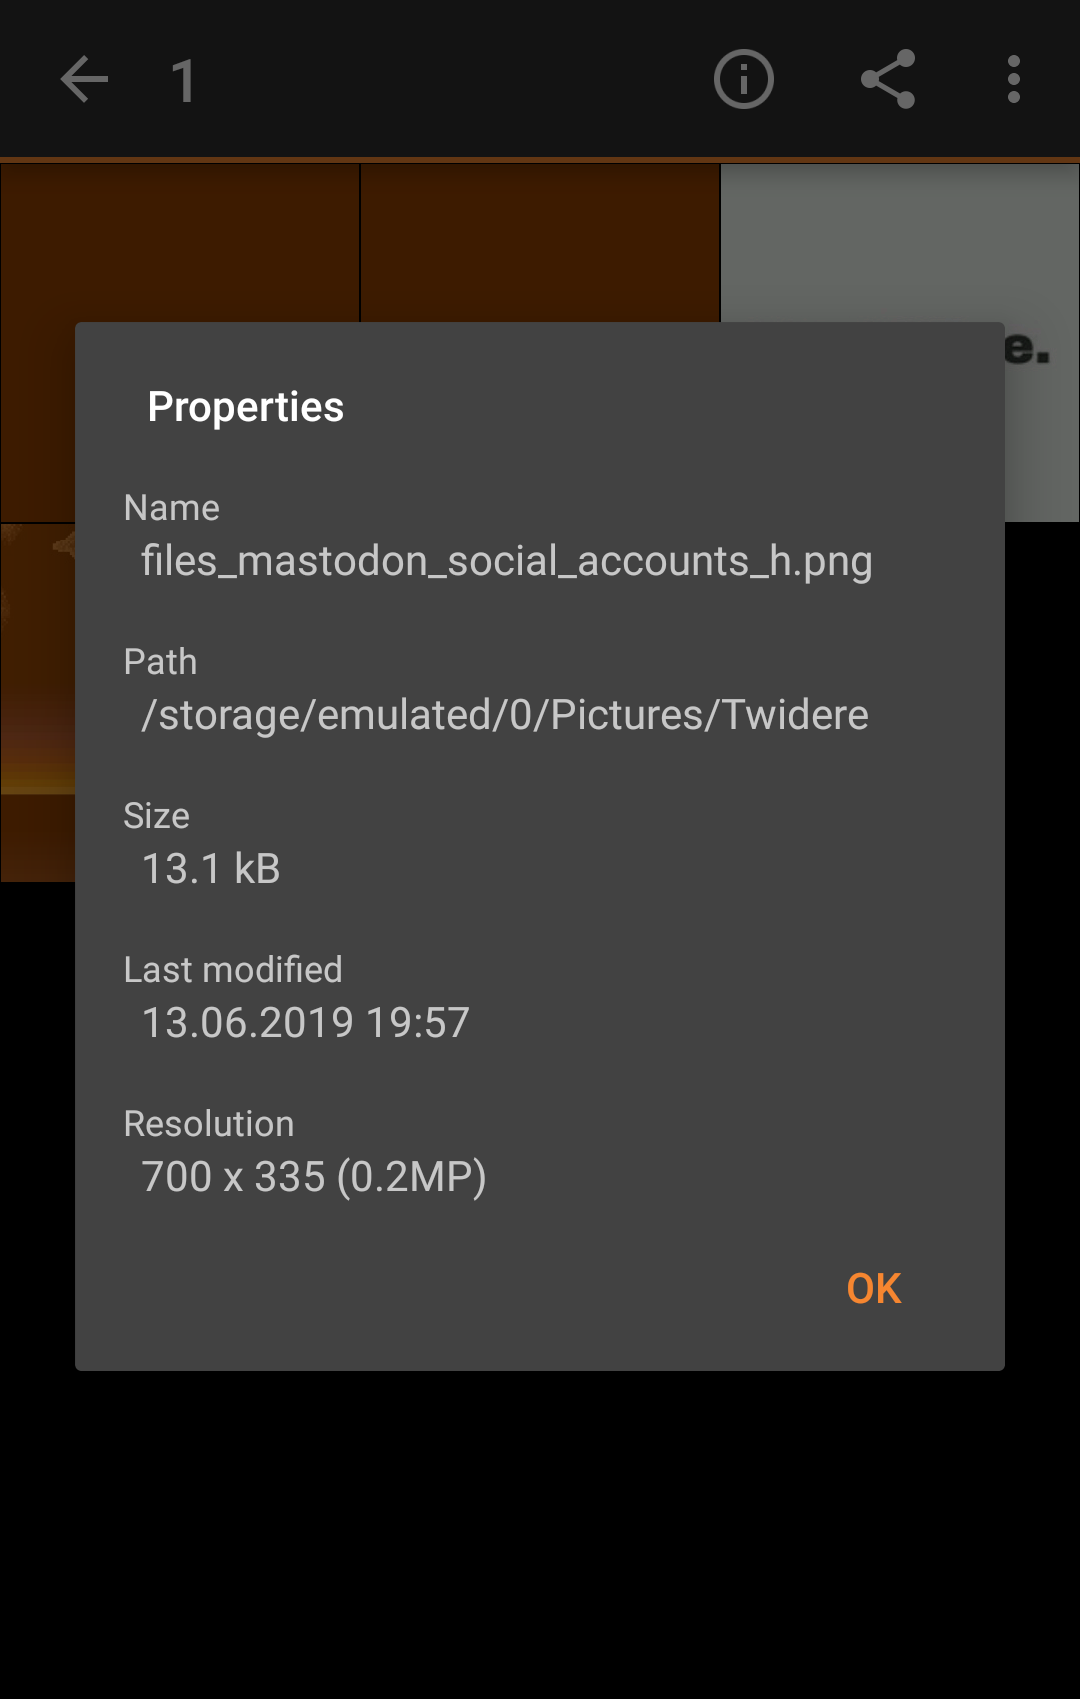 1
e.
Properties
Name
files_mastodon_social_accounts_h.png
Path
/storage/emulated/0/Pictures/Twidere
Size
13.1 kB
Last modified
13.06.2019 19:57
Resolution
700 x 335 (0.2MP)
OK